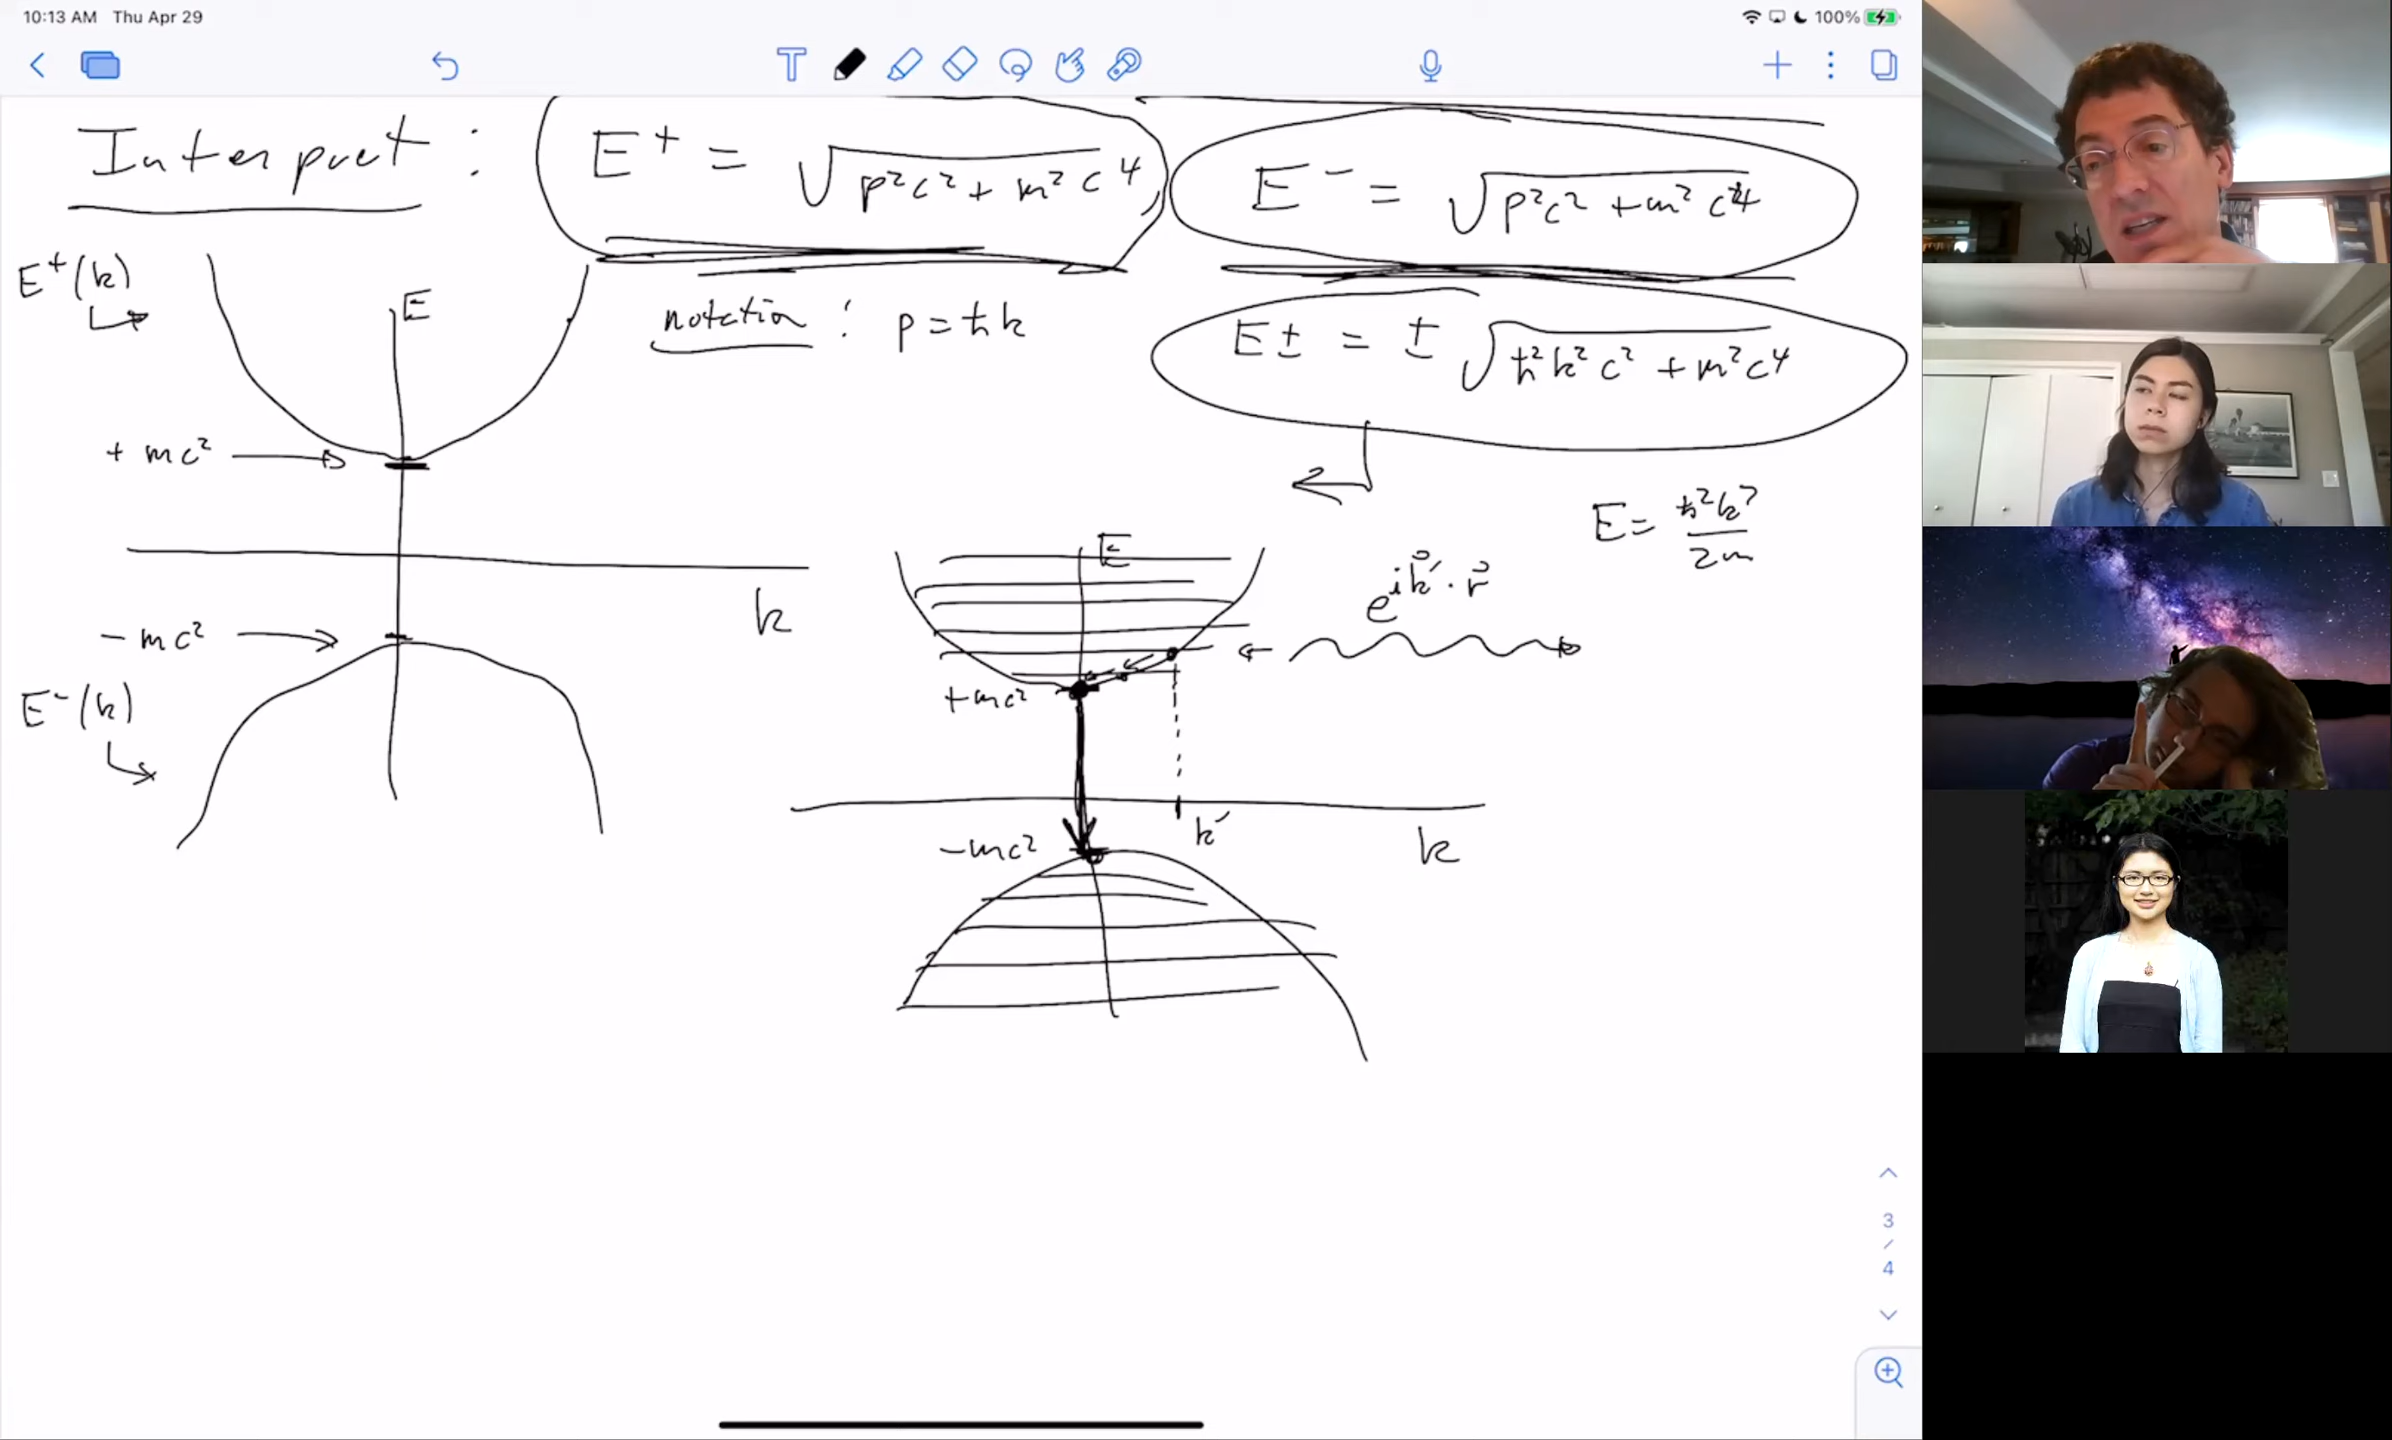 10:13 AM Thu Apr 29
100%
T
Interpret :
E⁺ = √p²c² + m²c⁴
E⁻ = √p²c² + m²c⁴
E⁺(k)
E
notation : p = ħk
E± = ± √ħ²k²c² + m²c⁴
+ mc²
E = ħ²k²/2m
E
e^{ik⃗′·r⃗}
k
- mc²
+mc²
E⁻(k)
k′
-mc²
k
3
/
4